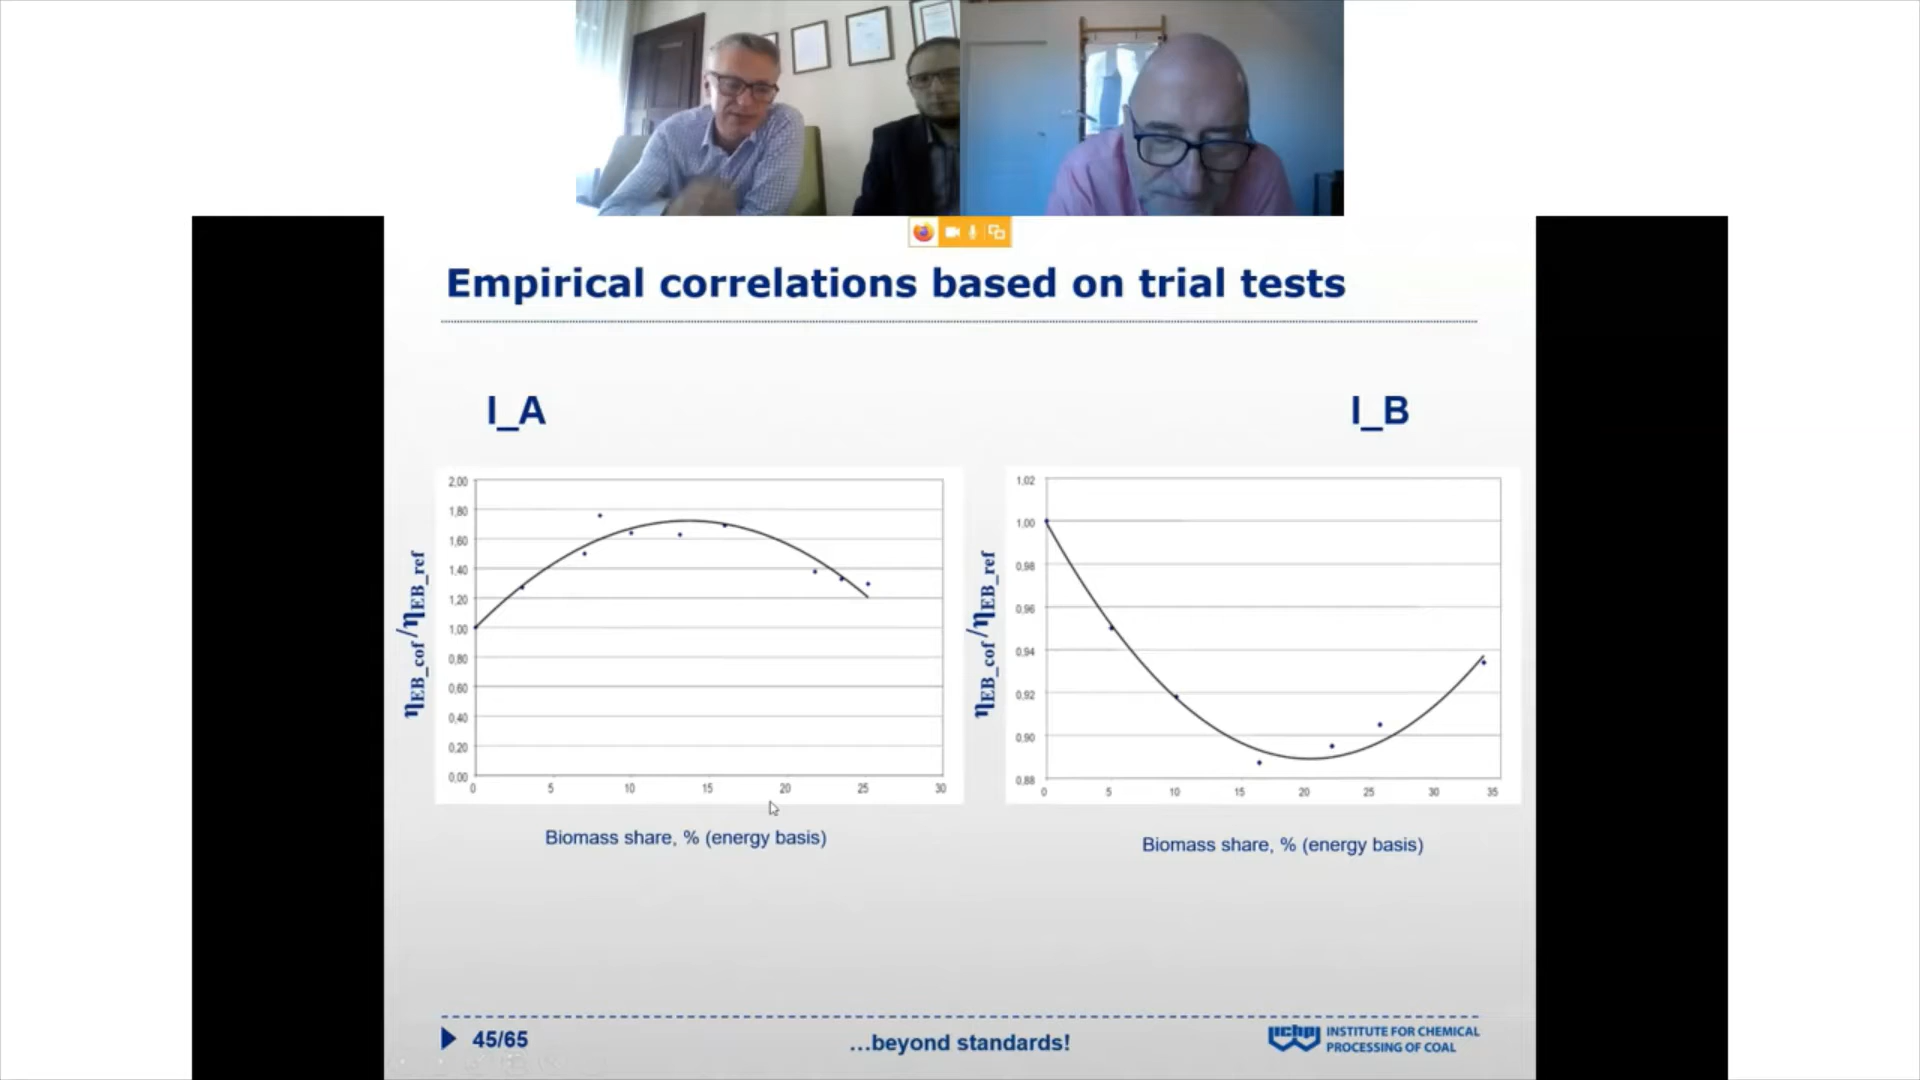 Empirical correlations based on trial tests
I_A
I_B
2,00
1,80
1,60
1,40
1,20
1,00
0,80
0,60
0,40
0,20
0,00
0 5 10 15 20 25 30
ηEB_cof/ηEB_ref
Biomass share, % (energy basis)
1,02
1,00
0,98
0,96
0,94
0,92
0,90
0,88
0 5 10 15 20 25 30 35
ηEB_cof/ηEB_ref
Biomass share, % (energy basis)
45/65
...beyond standards!
ichpw
INSTITUTE FOR CHEMICAL
PROCESSING OF COAL